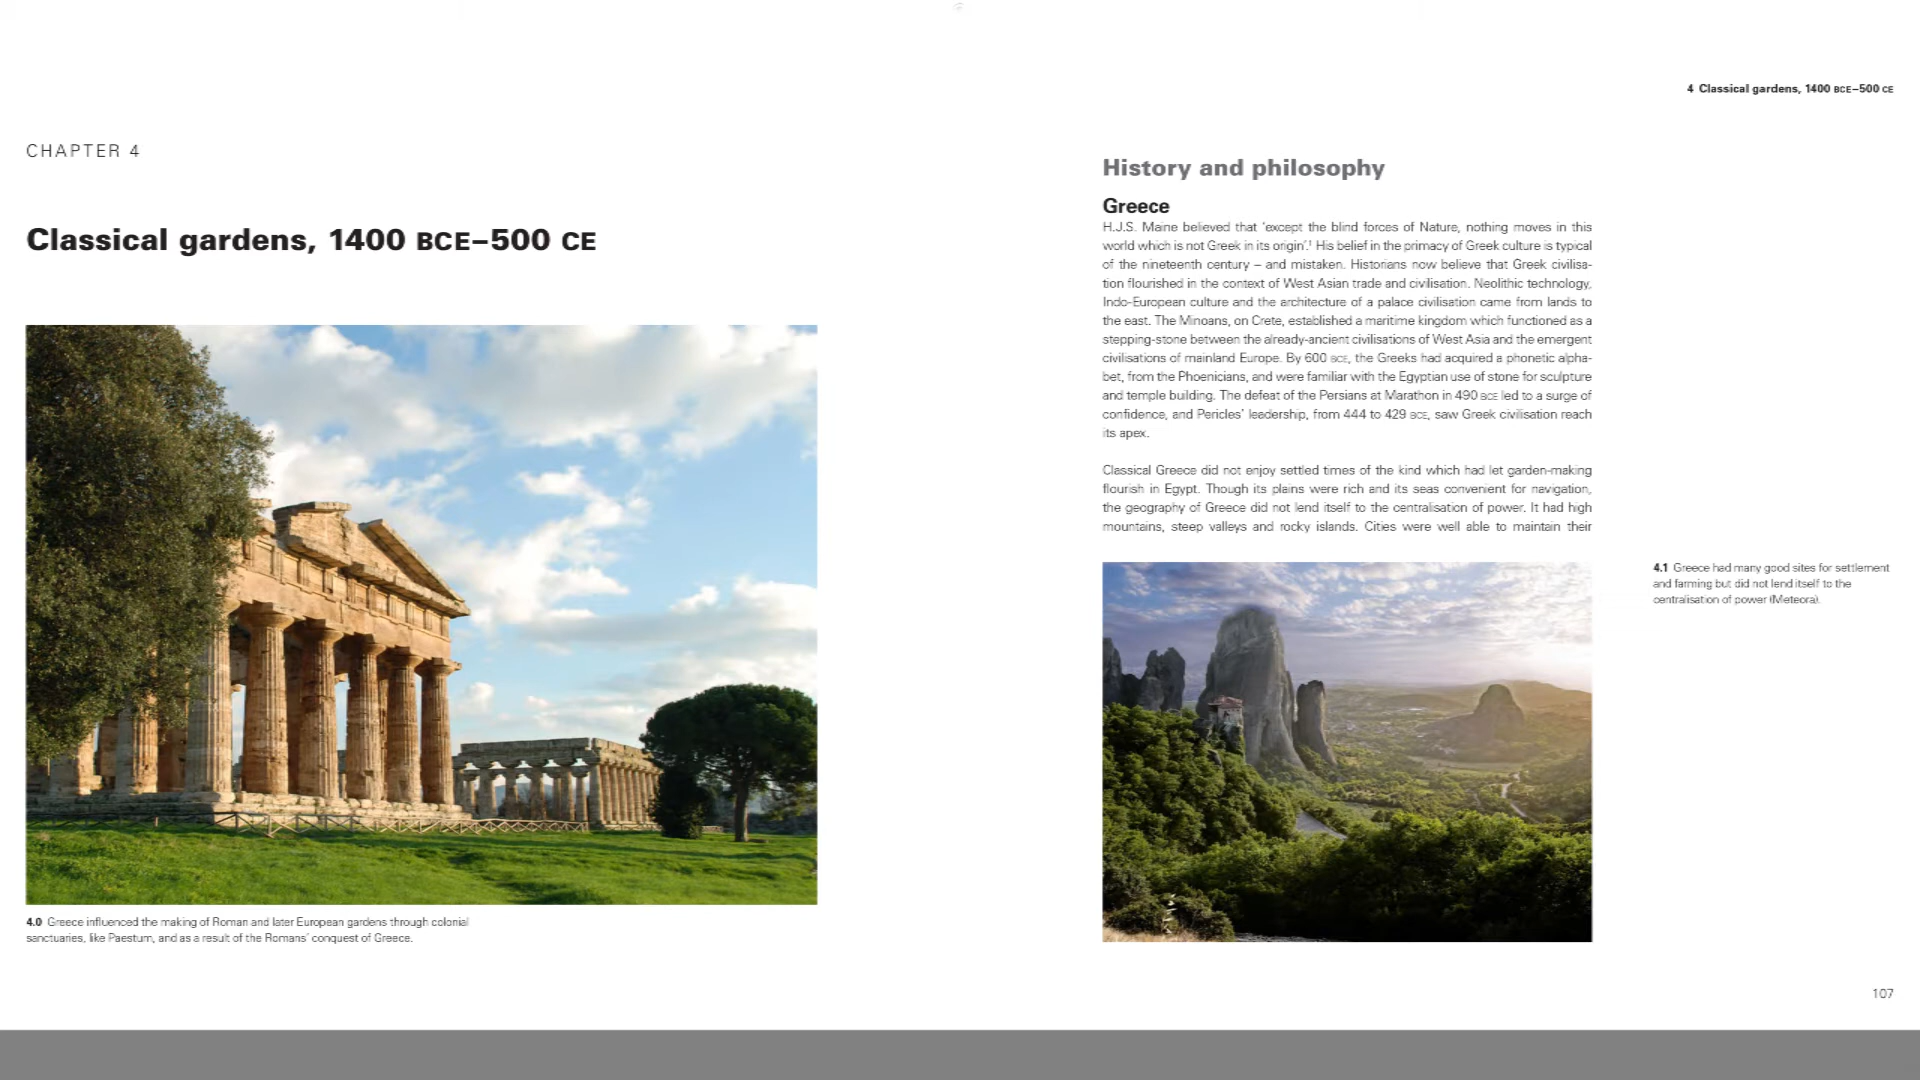 CHAPTER 4
Classical gardens, 1400 BCE–500 CE
4.0 Greece influenced the making of Roman and later European gardens through colonial
sanctuaries, like Paestum, and as a result of the Romans’ conquest of Greece.
4 Classical gardens, 1400 BCE–500 CE
History and philosophy
Greece
H.J.S. Maine believed that ‘except the blind forces of Nature, nothing moves in this
world which is not Greek in its origin’.¹ His belief in the primacy of Greek culture is typical
of the nineteenth century – and mistaken. Historians now believe that Greek civilisa-
tion flourished in the context of West Asian trade and civilisation. Neolithic technology,
Indo-European culture and the architecture of a palace civilisation came from lands to
the east. The Minoans, on Crete, established a maritime kingdom which functioned as a
stepping-stone between the already-ancient civilisations of West Asia and the emergent
civilisations of mainland Europe. By 600 BCE, the Greeks had acquired a phonetic alpha-
bet, from the Phoenicians, and were familiar with the Egyptian use of stone for sculpture
and temple building. The defeat of the Persians at Marathon in 490 BCE led to a surge of
confidence, and Pericles’ leadership, from 444 to 429 BCE, saw Greek civilisation reach
its apex.
Classical Greece did not enjoy settled times of the kind which had let garden-making
flourish in Egypt. Though its plains were rich and its seas convenient for navigation,
the geography of Greece did not lend itself to the centralisation of power. It had high
mountains, steep valleys and rocky islands. Cities were well able to maintain their
4.1 Greece had many good sites for settlement
and farming but did not lend itself to the
centralisation of power (Meteora).
107